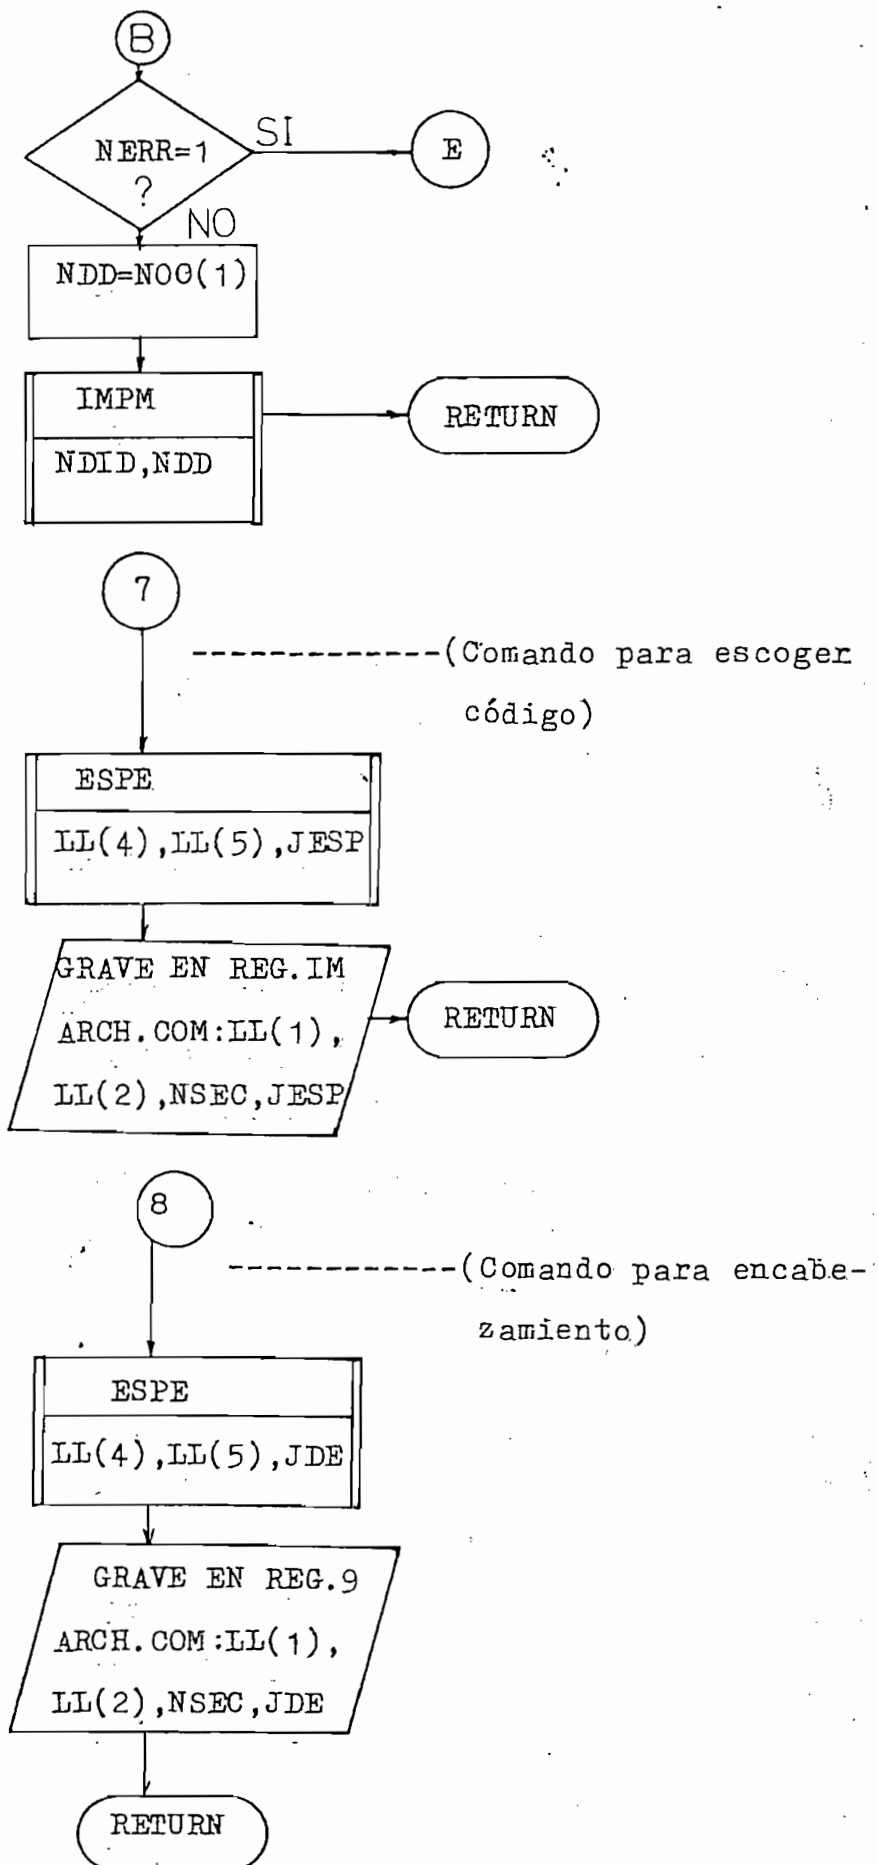 B
NERR=1
?
SI
E
NO
NDD=NOO(1)
IMPM
NDID,NDD
RETURN
7
-------------(Comando para escoger
código)
ESPE
LL(4),LL(5),JESP
GRAVE EN REG.IM
ARCH.COM:LL(1),
LL(2),NSEC,JESP
RETURN
8
------------(Comando para encabe-
zamiento)
ESPE
LL(4),LL(5),JDE
GRAVE EN REG.9
ARCH.COM:LL(1),
LL(2),NSEC,JDE
RETURN